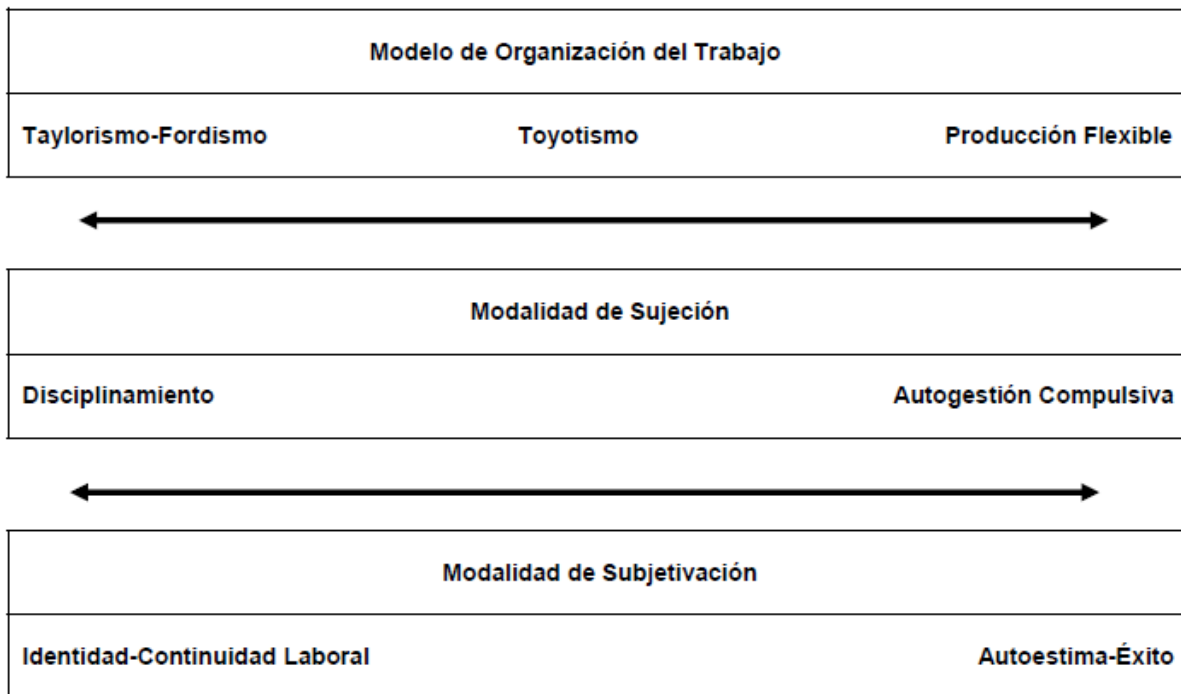 Modelo de Organización del Trabajo
Taylorismo-Fordismo Toyotismo Producción Flexible
Modalidad de Sujeción
Disciplinamiento Autogestión Compulsiva
Modalidad de Subjetivación
Identidad-Continuidad Laboral Autoestima-Éxito